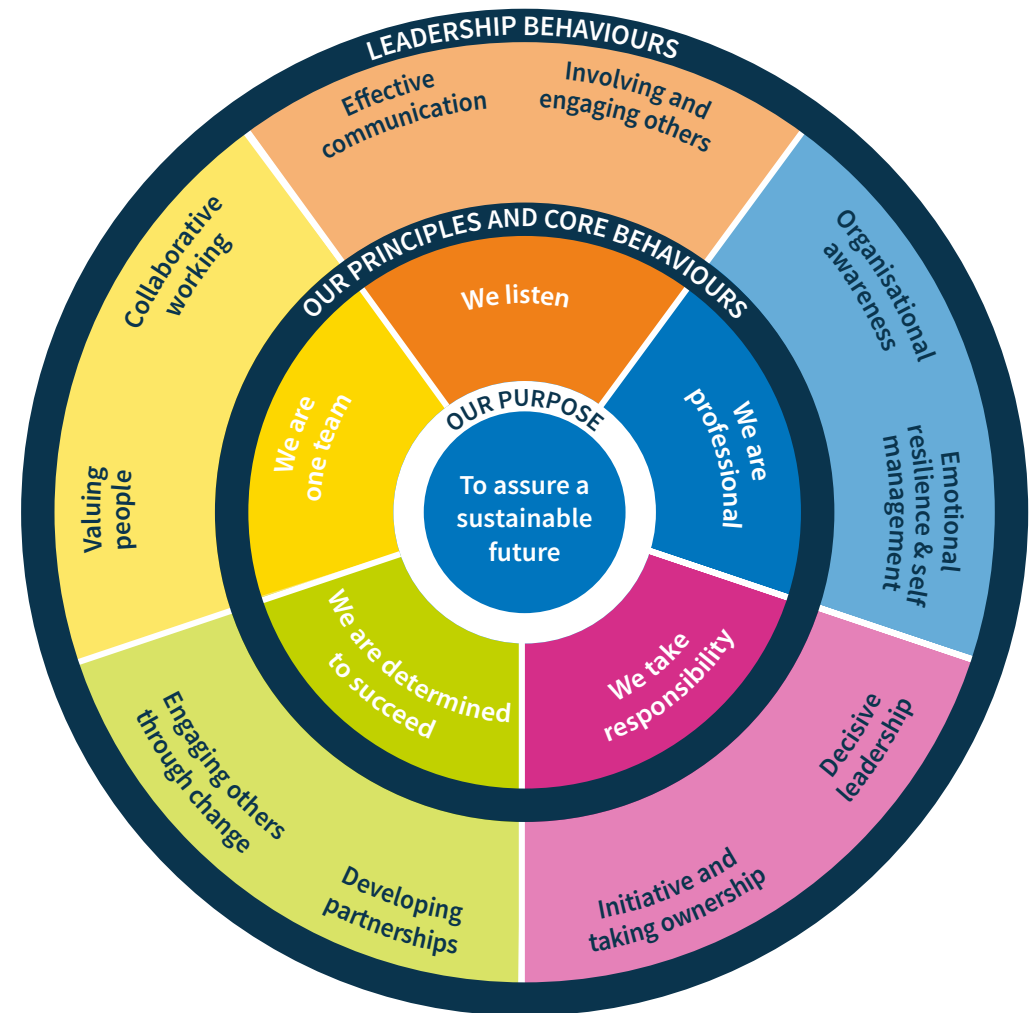 LEADERSHIP BEHAVIOURS
Effective
communication
Involving and
engaging others
Organisational
awareness
Emotional
resilience & self
management
Decisive
leadership
Initiative and
taking ownership
Developing
partnerships
Engaging others
through change
Valuing
people
Collaborative
working
OUR PRINCIPLES AND CORE BEHAVIOURS
We listen
We are
professional
We take
responsibility
We are determined
to succeed
We are
one team
OUR PURPOSE
To assure a
sustainable
future